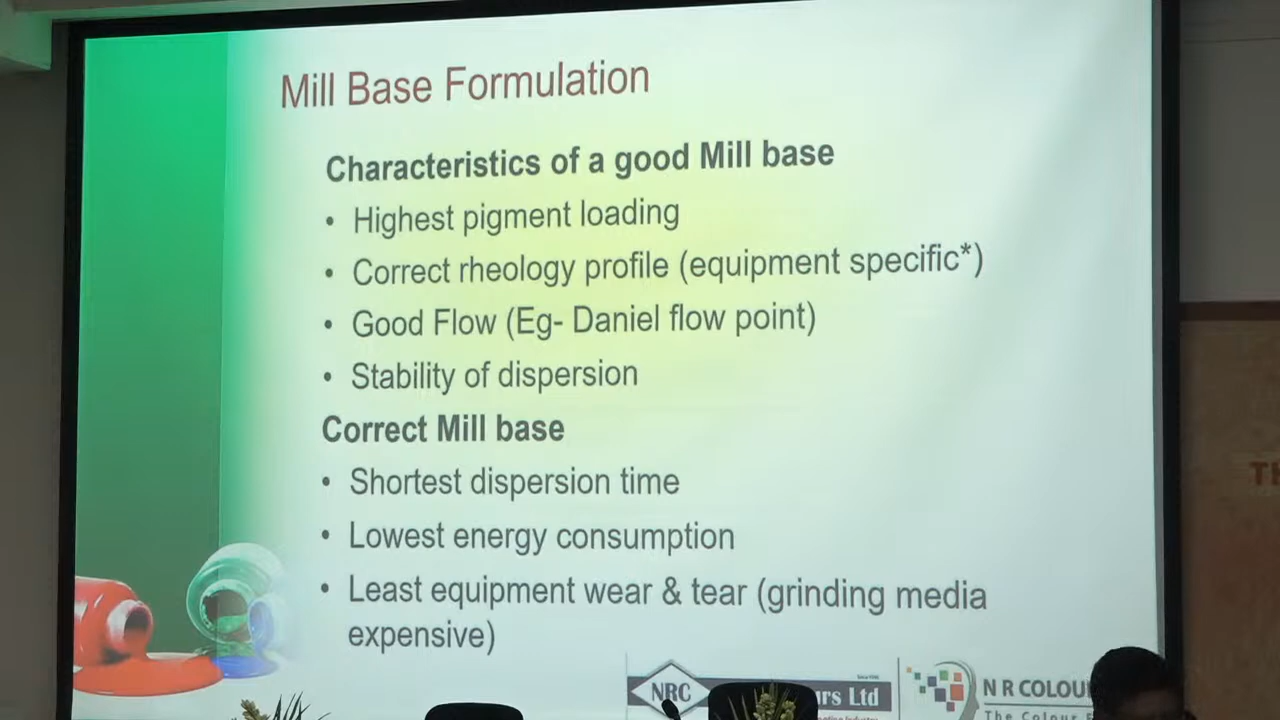 Mill Base Formulation
Characteristics of a good Mill base
• Highest pigment loading
• Correct rheology profile (equipment specific*)
• Good Flow (Eg- Daniel flow point)
• Stability of dispersion
Correct Mill base
• Shortest dispersion time
• Lowest energy consumption
• Least equipment wear & tear (grinding media
expensive)
NRC
Ltd
N R
The Colour